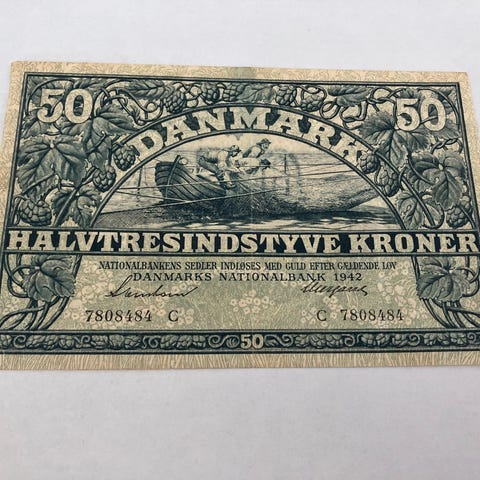 50 50
DANMARK
HALVTRESINDSTYVE KRONER
NATIONALBANKENS SEDLER INDLØSES MED GULD EFTER GÆLDENDE LOV
DANMARKS NATIONALBANK 1942
7808484 C C 7808484
50